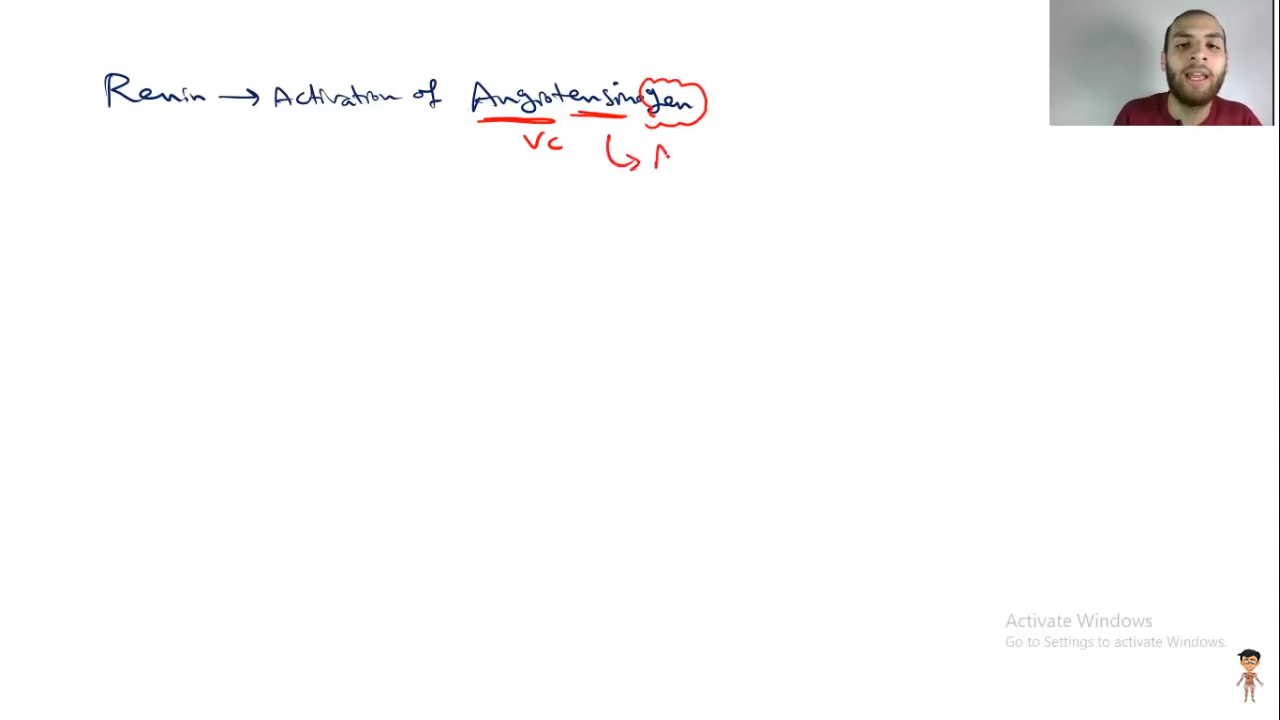 Renin → Activation of Angiotensinogen
VC
Activate Windows
Go to Settings to activate Windows.